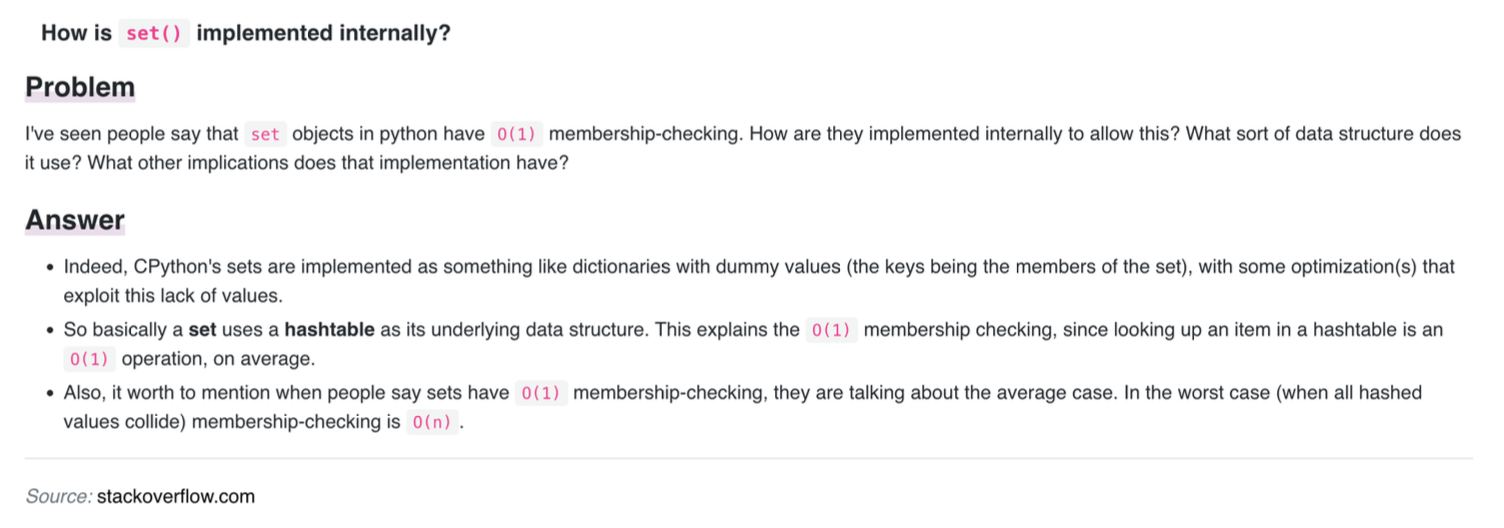 How is set() implemented internally?
Problem
I've seen people say that set objects in python have O(1) membership-checking. How are they implemented internally to allow this? What sort of data structure does
it use? What other implications does that implementation have?
Answer
• Indeed, CPython's sets are implemented as something like dictionaries with dummy values (the keys being the members of the set), with some optimization(s) that
exploit this lack of values.
• So basically a set uses a hashtable as its underlying data structure. This explains the O(1) membership checking, since looking up an item in a hashtable is an
O(1) operation, on average.
• Also, it worth to mention when people say sets have O(1) membership-checking, they are talking about the average case. In the worst case (when all hashed
values collide) membership-checking is O(n) .
Source: stackoverflow.com